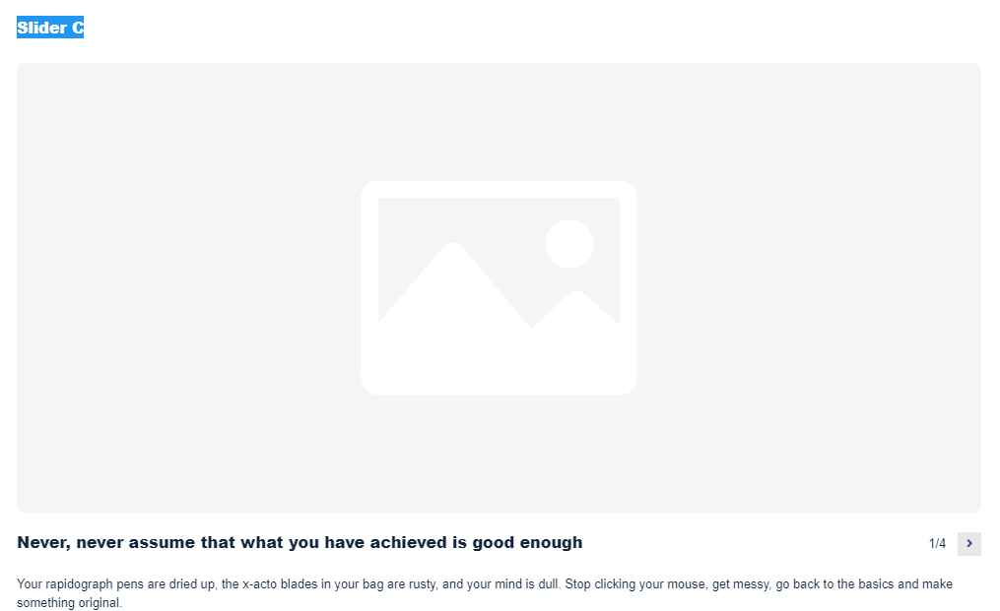 Slider C
Never, never assume that what you have achieved is good enough
1/4
Your rapidograph pens are dried up, the x-acto blades in your bag are rusty, and your mind is dull. Stop clicking your mouse, get messy, go back to the basics and make
something original.